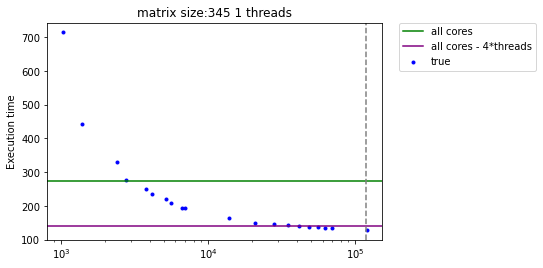 matrix size:345 1 threads
all cores
all cores - 4*threads
true
Execution time
700
600
500
400
300
200
100
10³
10⁴
10⁵